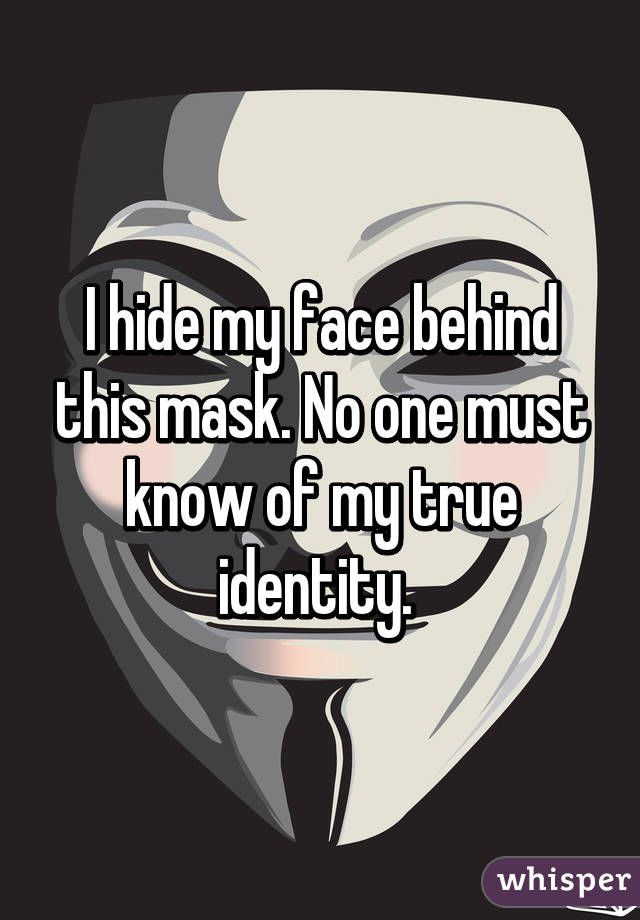 I hide my face behind
this mask. No one must
know of my true
identity.
whisper